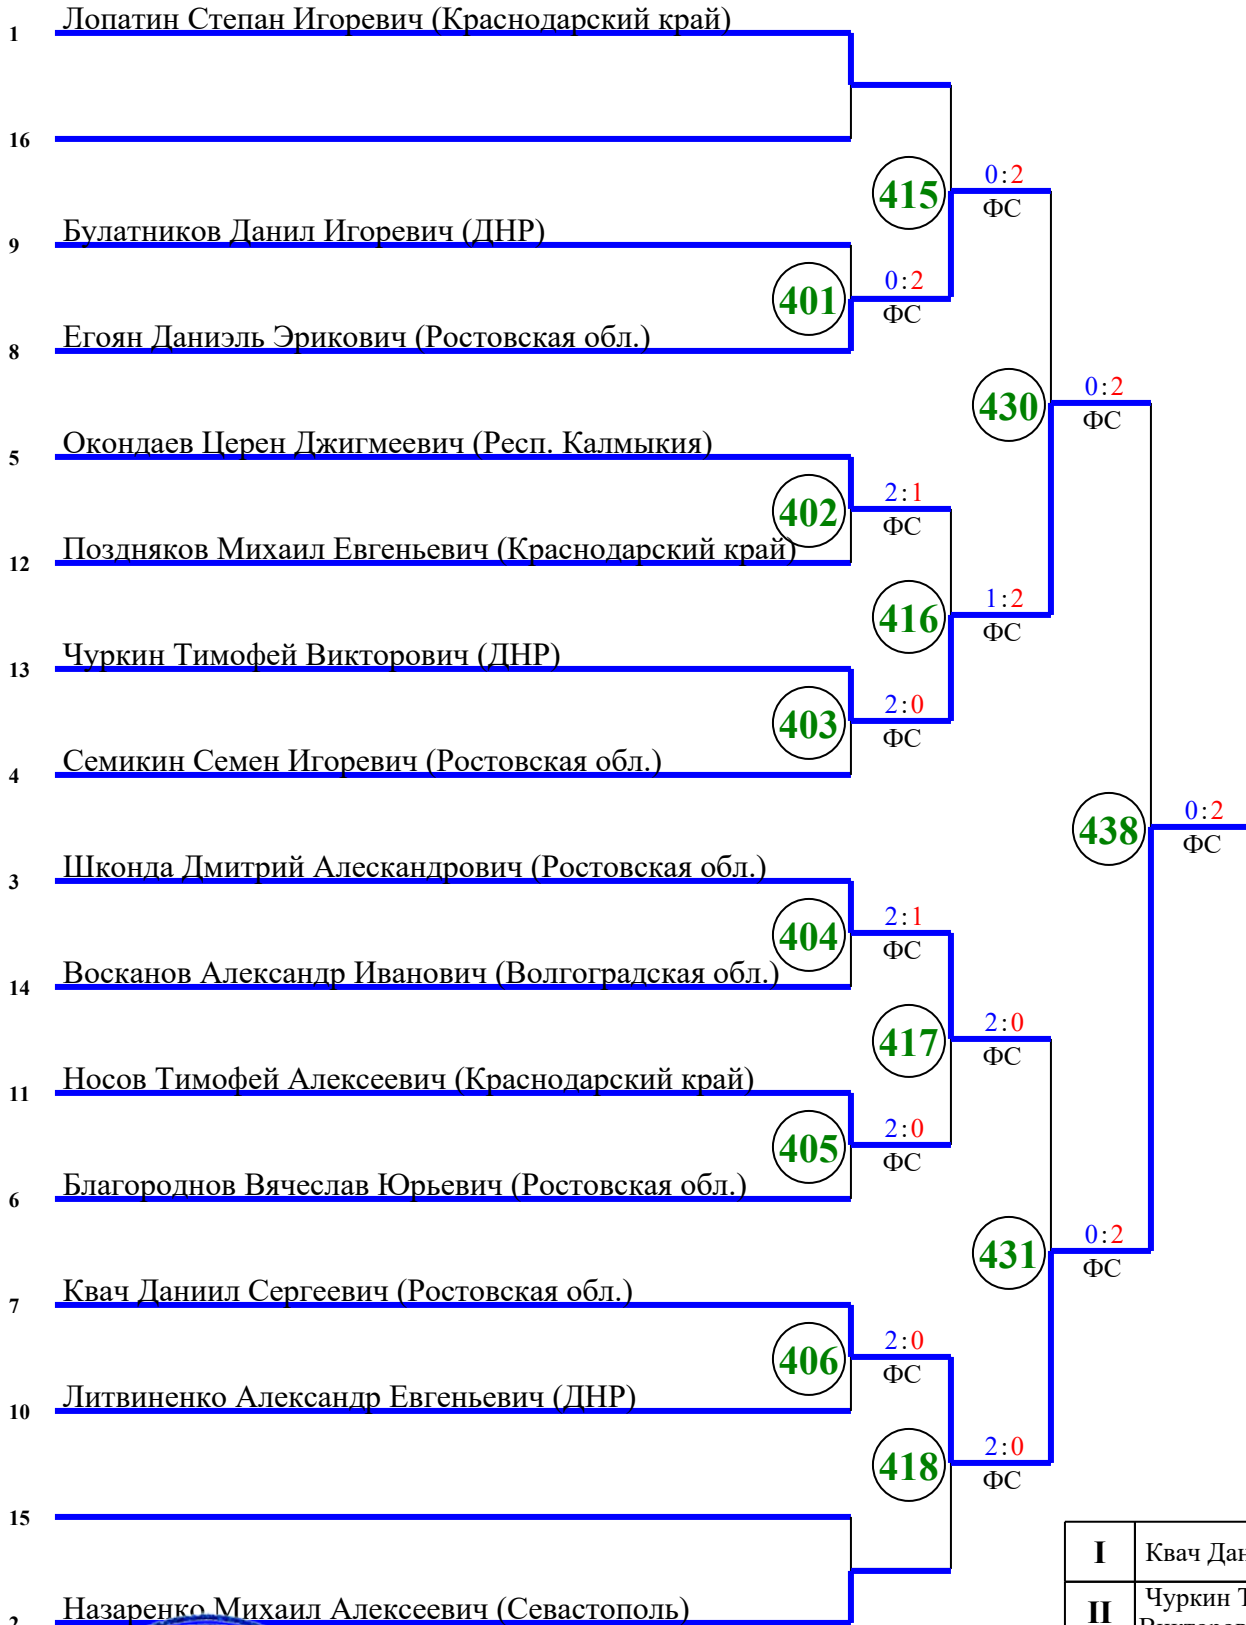 1 Лопатин Степан Игоревич (Краснодарский край)
16
415 0:2
ФС
9 Булатников Данил Игоревич (ДНР)
401 0:2
ФС
8 Егоян Даниэль Эрикович (Ростовская обл.)
430 0:2
ФС
5 Окондаев Церен Джигмеевич (Респ. Калмыкия)
402 2:1
ФС
12 Поздняков Михаил Евгеньевич (Краснодарский край)
416 1:2
ФС
13 Чуркин Тимофей Викторович (ДНР)
403 2:0
ФС
4 Семикин Семен Игоревич (Ростовская обл.)
438 0:2
ФС
3 Шконда Дмитрий Алескандрович (Ростовская обл.)
404 2:1
ФС
14 Восканов Александр Иванович (Волгоградская обл.)
417 2:0
ФС
11 Носов Тимофей Алексеевич (Краснодарский край)
405 2:0
ФС
6 Благороднов Вячеслав Юрьевич (Ростовская обл.)
431 0:2
ФС
7 Квач Даниил Сергеевич (Ростовская обл.)
406 2:0
ФС
10 Литвиненко Александр Евгеньевич (ДНР)
418 2:0
ФС
15
I Квач Дан
2 Назаренко Михаил Алексеевич (Севастополь)
II Чуркин Т